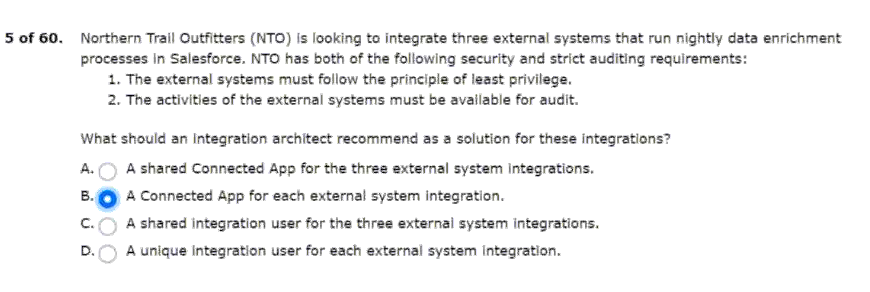 5 of 60. Northern Trail Outfitters (NTO) is looking to integrate three external systems that run nightly data enrichment
processes in Salesforce. NTO has both of the following security and strict auditing requirements:
1. The external systems must follow the principle of least privilege.
2. The activities of the external systems must be available for audit.
What should an integration architect recommend as a solution for these integrations?
A. A shared Connected App for the three external system integrations.
B. A Connected App for each external system integration.
C. A shared integration user for the three external system integrations.
D. A unique integration user for each external system integration.